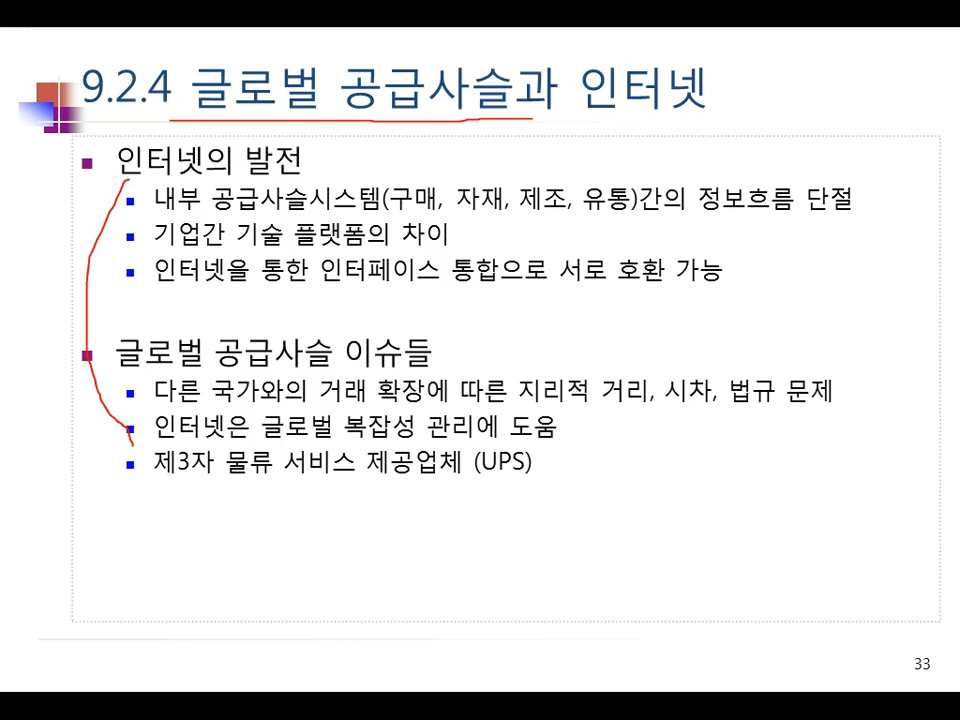 9.2.4 글로벌 공급사슬과 인터넷
인터넷의 발전
내부 공급사슬시스템(구매, 자재, 제조, 유통)간의 정보흐름 단절
기업간 기술 플랫폼의 차이
인터넷을 통한 인터페이스 통합으로 서로 호환 가능
글로벌 공급사슬 이슈들
다른 국가와의 거래 확장에 따른 지리적 거리, 시차, 법규 문제
인터넷은 글로벌 복잡성 관리에 도움
제3자 물류 서비스 제공업체 (UPS)
33